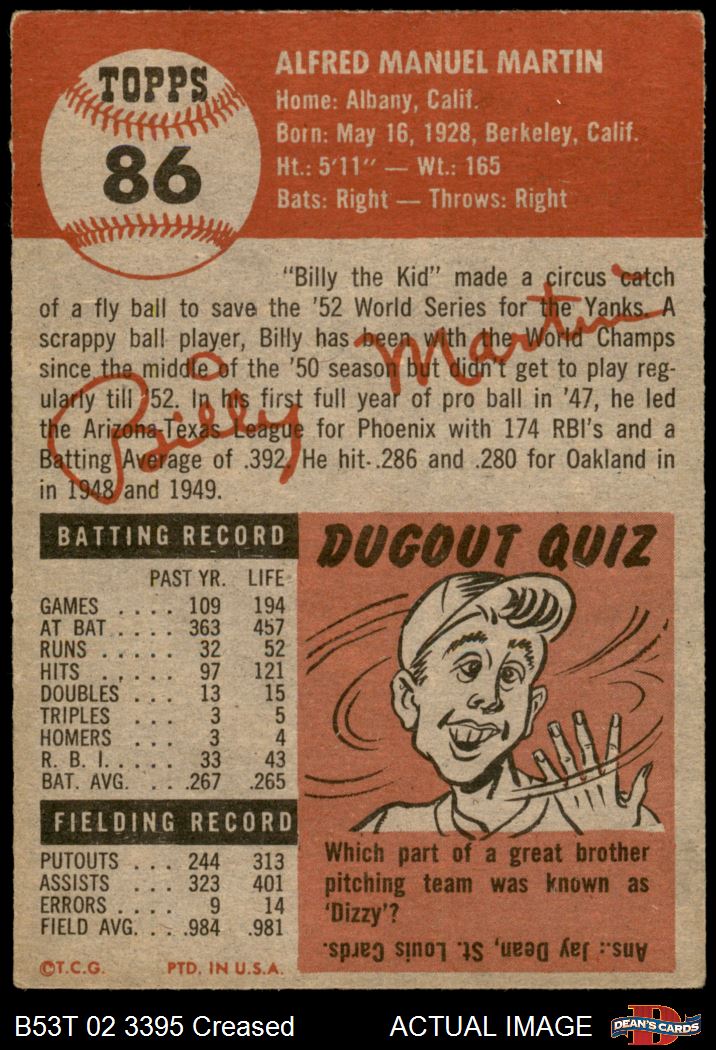 TOPPS
86
ALFRED MANUEL MARTIN
Home: Albany, Calif.
Born: May 16, 1928, Berkeley, Calif.
Ht.: 5'11" — Wt.: 165
Bats: Right — Throws: Right
"Billy the Kid" made a circus catch
of a fly ball to save the '52 World Series for the Yanks. A
scrappy ball player, Billy has been with the World Champs
since the middle of the '50 season but didn't get to play reg-
ularly till '52. In his first full year of pro ball in '47, he led
the Arizona-Texas League for Phoenix with 174 RBI's and a
Batting Average of .392. He hit .286 and .280 for Oakland in
in 1948 and 1949.
Billy Martin
BATTING RECORD
PAST YR. LIFE
GAMES .... 109 194
AT BAT .... 363 457
RUNS ..... 32 52
HITS ..... 97 121
DOUBLES .... 13 15
TRIPLES ... 3 5
HOMERS ... 3 4
R. B. I. .... 33 43
BAT. AVG. ... .267 .265
FIELDING RECORD
PUTOUTS ... 244 313
ASSISTS ... 323 401
ERRORS .... 9 14
FIELD AVG. ... .984 .981
©T.C.G. PTD. IN U.S.A.
DUGOUT QUIZ
Which part of a great brother
pitching team was known as
'Dizzy'?
Ans.: Jay Dean, St. Louis Cards.
B53T 02 3395 Creased ACTUAL IMAGE
D
DEAN'S CARDS